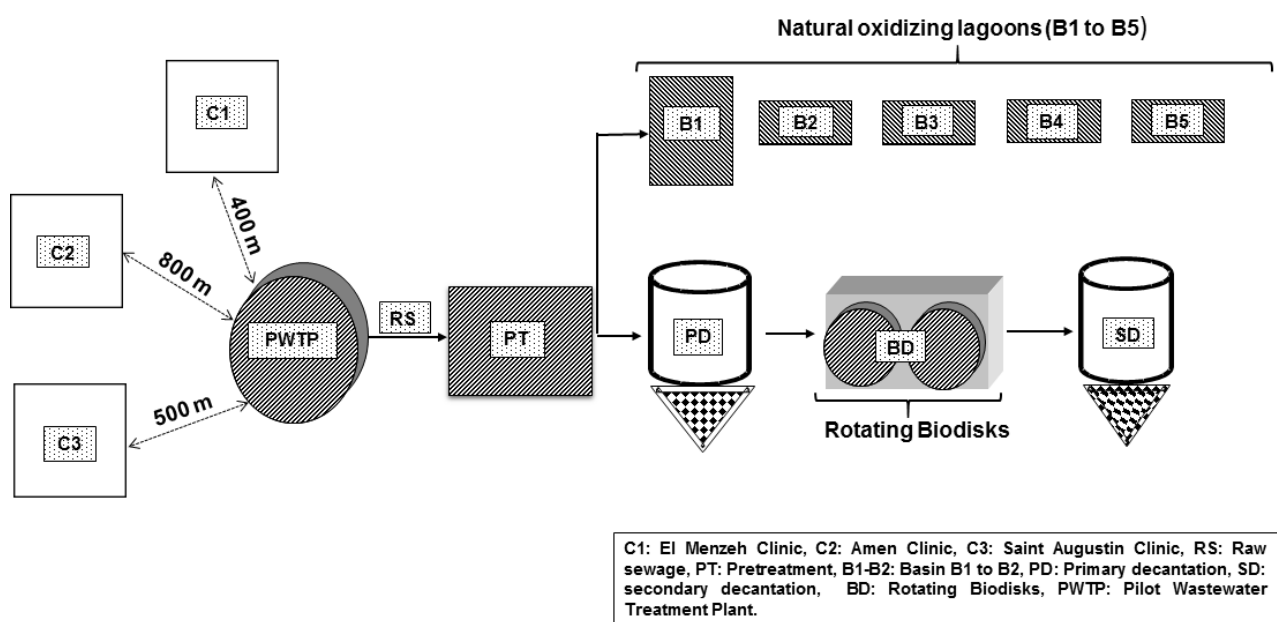 Natural oxidizing lagoons (B1 to B5)
C1
B1
B2
B3
B4
B5
400 m
C2
800 m
RS
PWTP
PT
PD
BD
SD
500 m
C3
Rotating Biodisks
C1: El Menzeh Clinic, C2: Amen Clinic, C3: Saint Augustin Clinic, RS: Raw
sewage, PT: Pretreatment, B1-B2: Basin B1 to B2, PD: Primary decantation, SD:
secondary decantation, BD: Rotating Biodisks, PWTP: Pilot Wastewater
Treatment Plant.